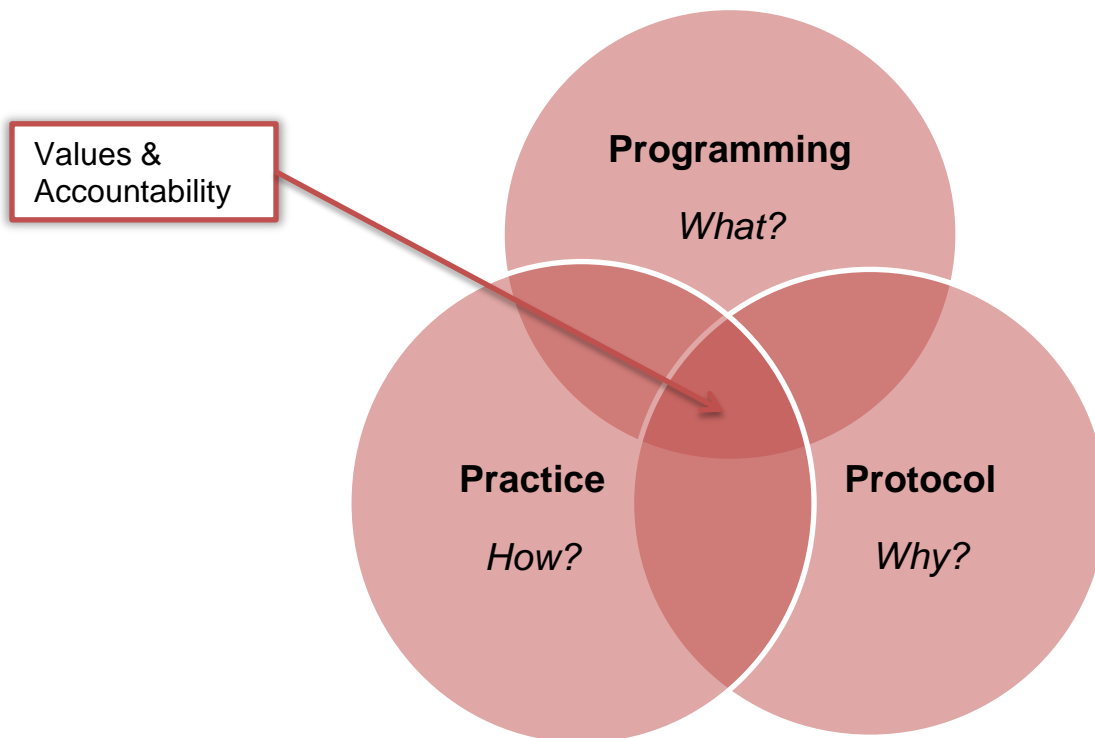 Values &
Accountability
Programming
What?
Practice
How?
Protocol
Why?